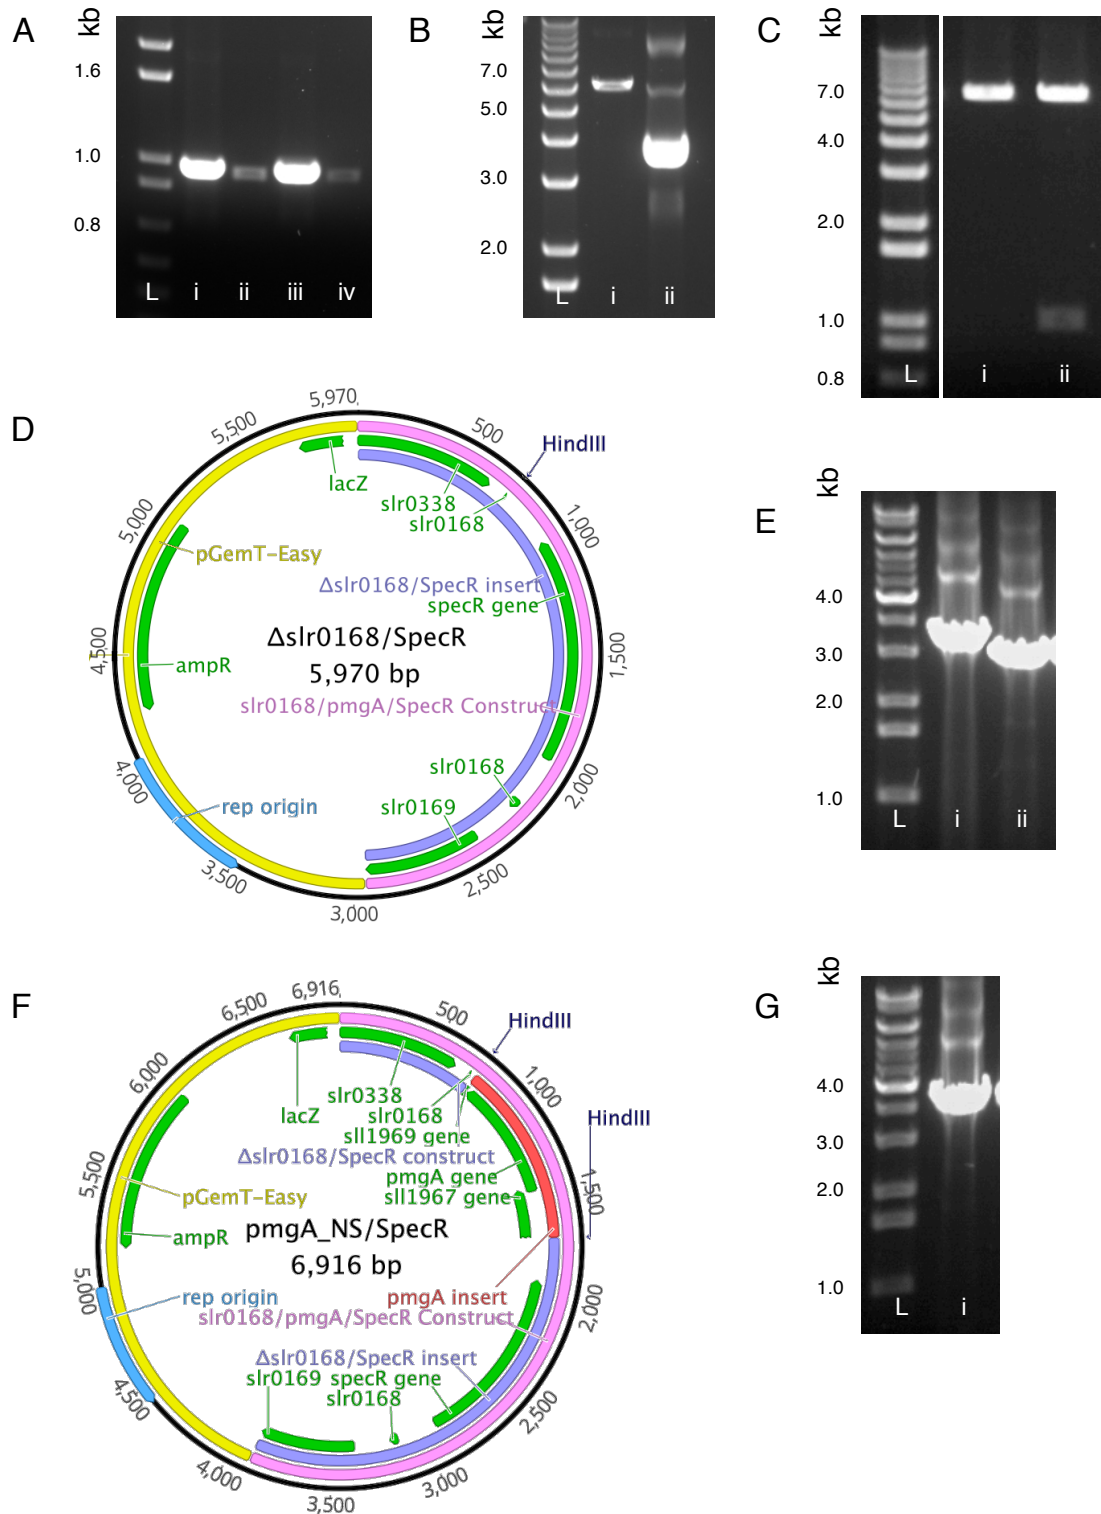 A
kb
1.6
1.0
0.8
L i ii iii iv
B
kb
7.0
5.0
3.0
2.0
L i ii
C
kb
7.0
4.0
2.0
1.0
0.8
L i ii
D
5,970
500
1,000
1,500
2,000
2,500
3,000
3,500
4,000
4,500
5,000
5,500
HindIII
lacZ
slr0338
slr0168
pGemT-Easy
Δslr0168/SpecR insert
specR gene
Δslr0168/SpecR
5,970 bp
ampR
slr0168/pmgA/SpecR Construct
slr0168
slr0169
rep origin
E
kb
4.0
3.0
2.0
1.0
L i ii
F
6,916
500
1,000
1,500
2,000
2,500
3,000
3,500
4,000
4,500
5,000
5,500
6,000
6,500
HindIII
HindIII
slr0338
lacZ
slr0168
sll1969 gene
Δslr0168/SpecR construct
pmgA gene
sll1967 gene
pGemT-Easy
ampR
pmgA_NS/SpecR
6,916 bp
rep origin
pmgA insert
slr0168/pmgA/SpecR Construct
Δslr0168/SpecR insert
slr0169 specR gene
slr0168
G
kb
4.0
3.0
2.0
1.0
L i